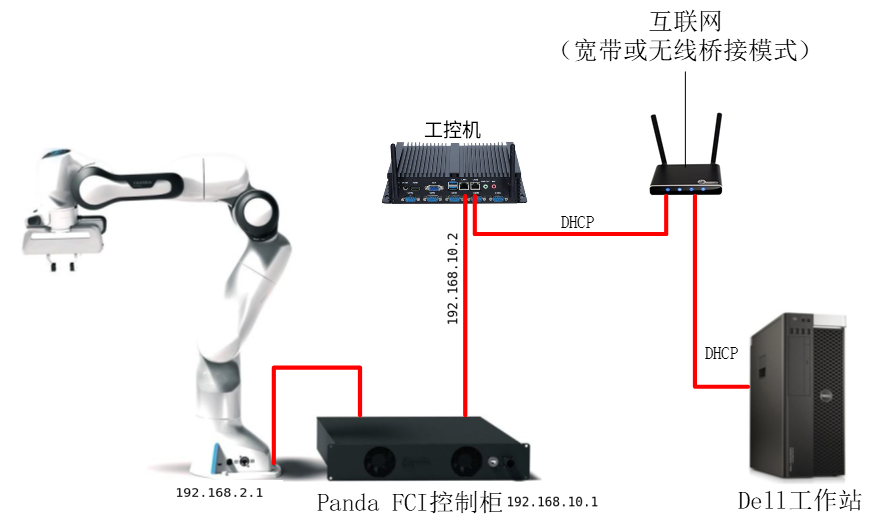 互联网
（宽带或无线桥接模式）
工控机
DHCP
192.168.10.2
DHCP
192.168.2.1
Panda FCI控制柜
192.168.10.1
Dell工作站